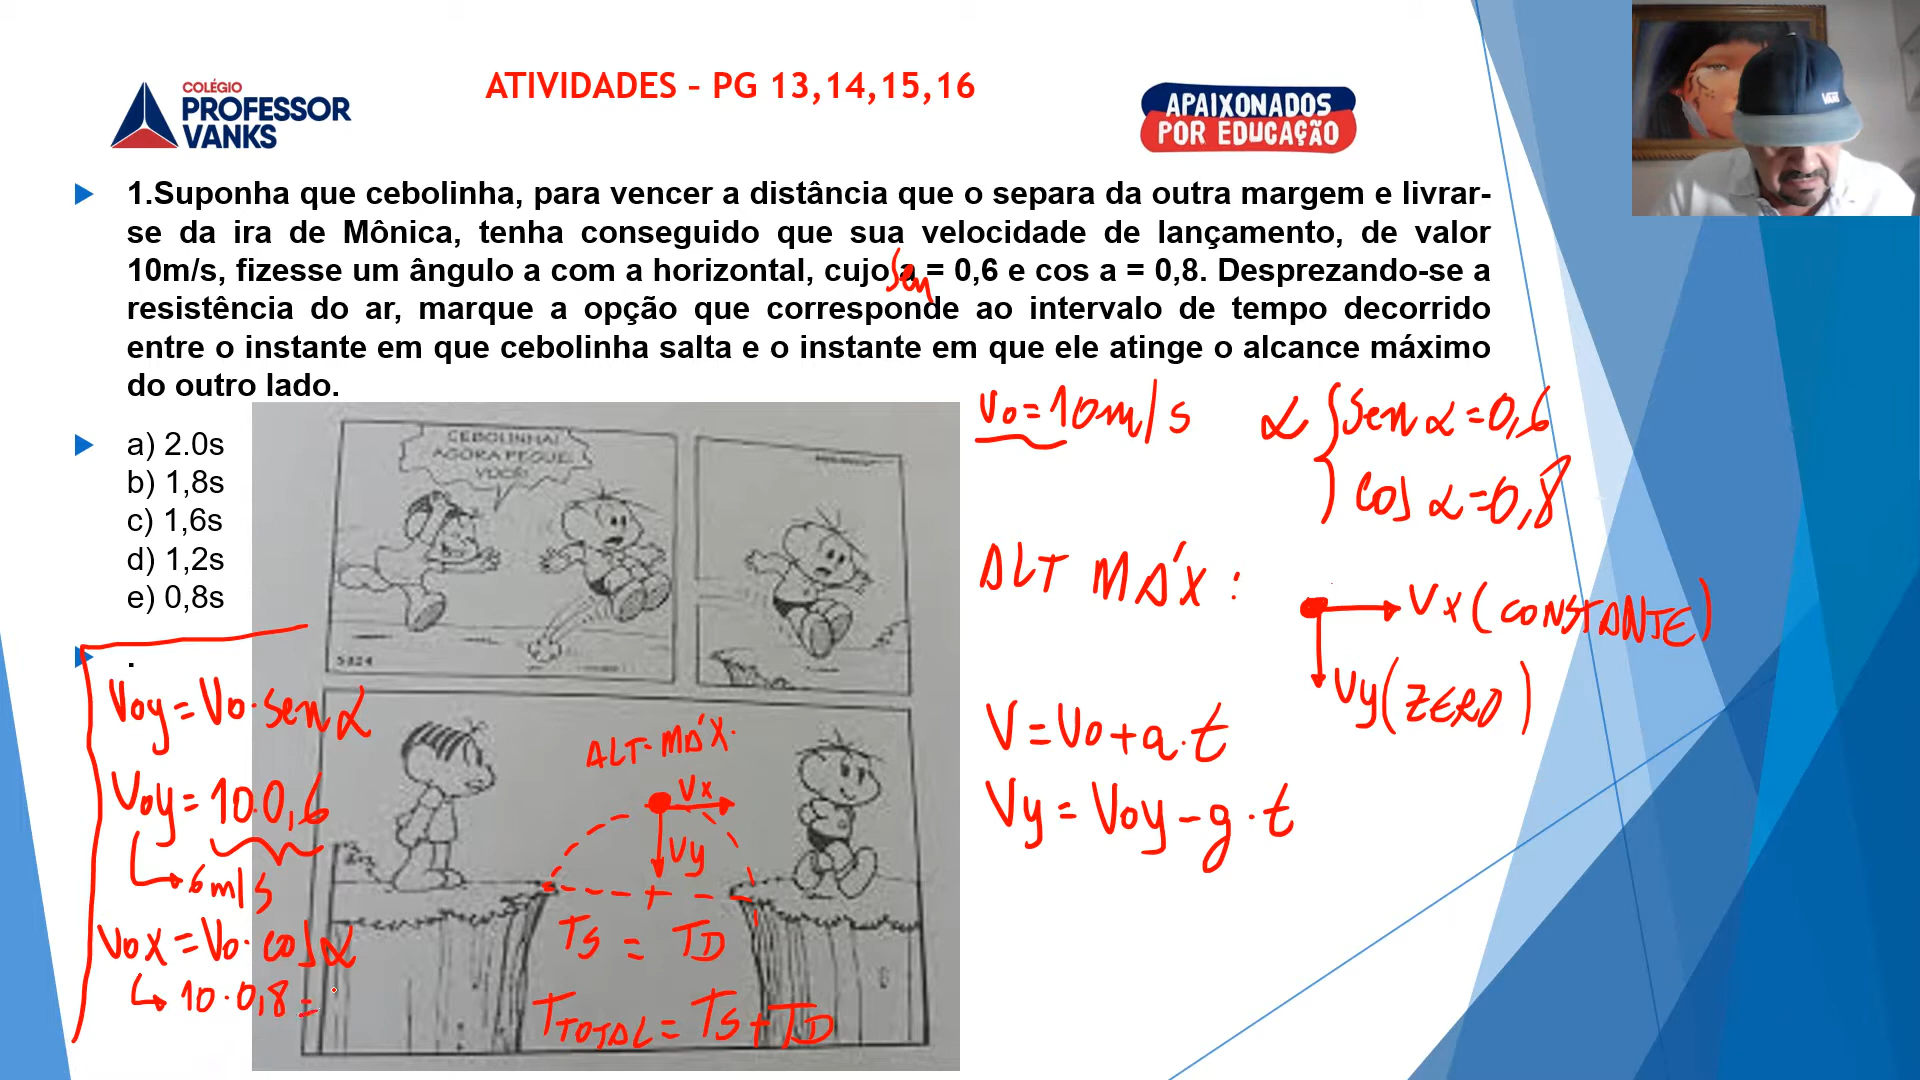 ATIVIDADES – PG 13,14,15,16
COLÉGIO
PROFESSOR
VANKS
APAIXONADOS
POR EDUCAÇÃO
1.Suponha que cebolinha, para vencer a distância que o separa da outra margem e livrar-
se da ira de Mônica, tenha conseguido que sua velocidade de lançamento, de valor
10m/s, fizesse um ângulo a com a horizontal, cujo a = 0,6 e cos a = 0,8. Desprezando-se a
Sen
resistência do ar, marque a opção que corresponde ao intervalo de tempo decorrido
entre o instante em que cebolinha salta e o instante em que ele atinge o alcance máximo
do outro lado.
a) 2.0s
b) 1,8s
c) 1,6s
d) 1,2s
e) 0,8s
.
CEBOLINHA!
AGORA PEGUEI
VOCÊ!
5324
Vo = 10m/s
α { Sen α = 0,6
cos α = 0,8
ALT MÁX :
Vx (CONSTANTE)
Vy (ZERO)
V = Vo + a · t
Vy = Voy - g · t
Voy = Vo · sen α
Voy = 10 · 0,6
6m/s
Vox = Vo · cos α
10 · 0,8 =
ALT. MÁX.
Vx
Vy
TS = TD
TTOTAL = TS + TD
VANS